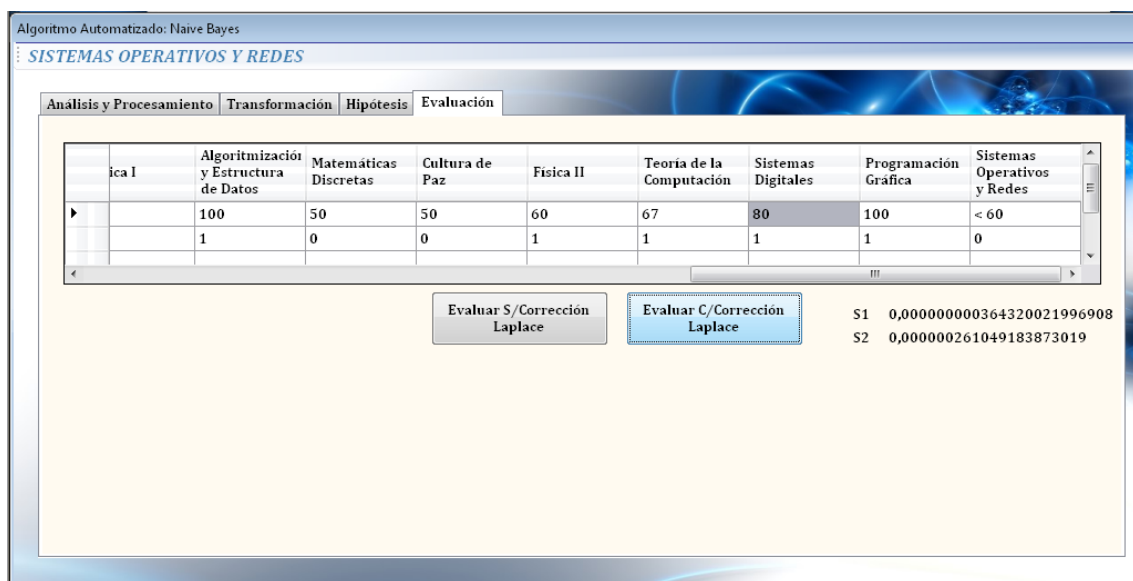 Algoritmo Automatizado: Naive Bayes
SISTEMAS OPERATIVOS Y REDES
Análisis y Procesamiento Transformación Hipótesis Evaluación
ica I
Algoritmización
y Estructura
de Datos
Matemáticas
Discretas
Cultura de
Paz
Física II
Teoría de la
Computación
Sistemas
Digitales
Programación
Gráfica
Sistemas
Operativos
y Redes
100 50 50 60 67 80 100 < 60
1 0 0 1 1 1 1 0
Evaluar S/Corrección
Laplace
Evaluar C/Corrección
Laplace
S1 0,000000000364320021996908
S2 0,000000261049183873019